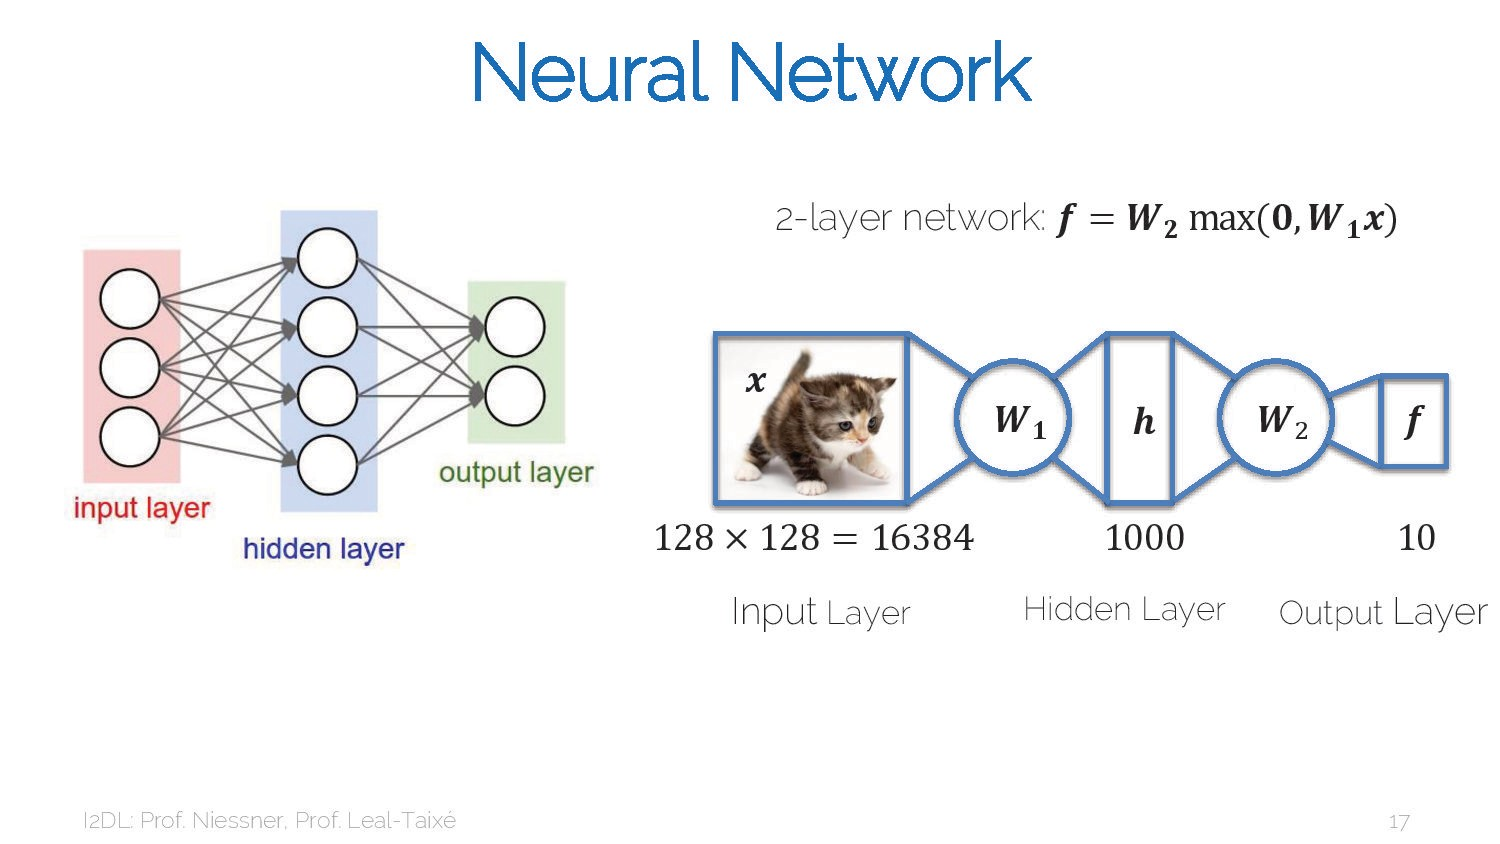 Neural Network
2-layer network: f = W₂ max(0, W₁x)
input layer
hidden layer
output layer
x
W₁
h
W₂
f
128 × 128 = 16384
1000
10
Input Layer
Hidden Layer
Output Layer
I2DL: Prof. Niessner, Prof. Leal-Taixé
17